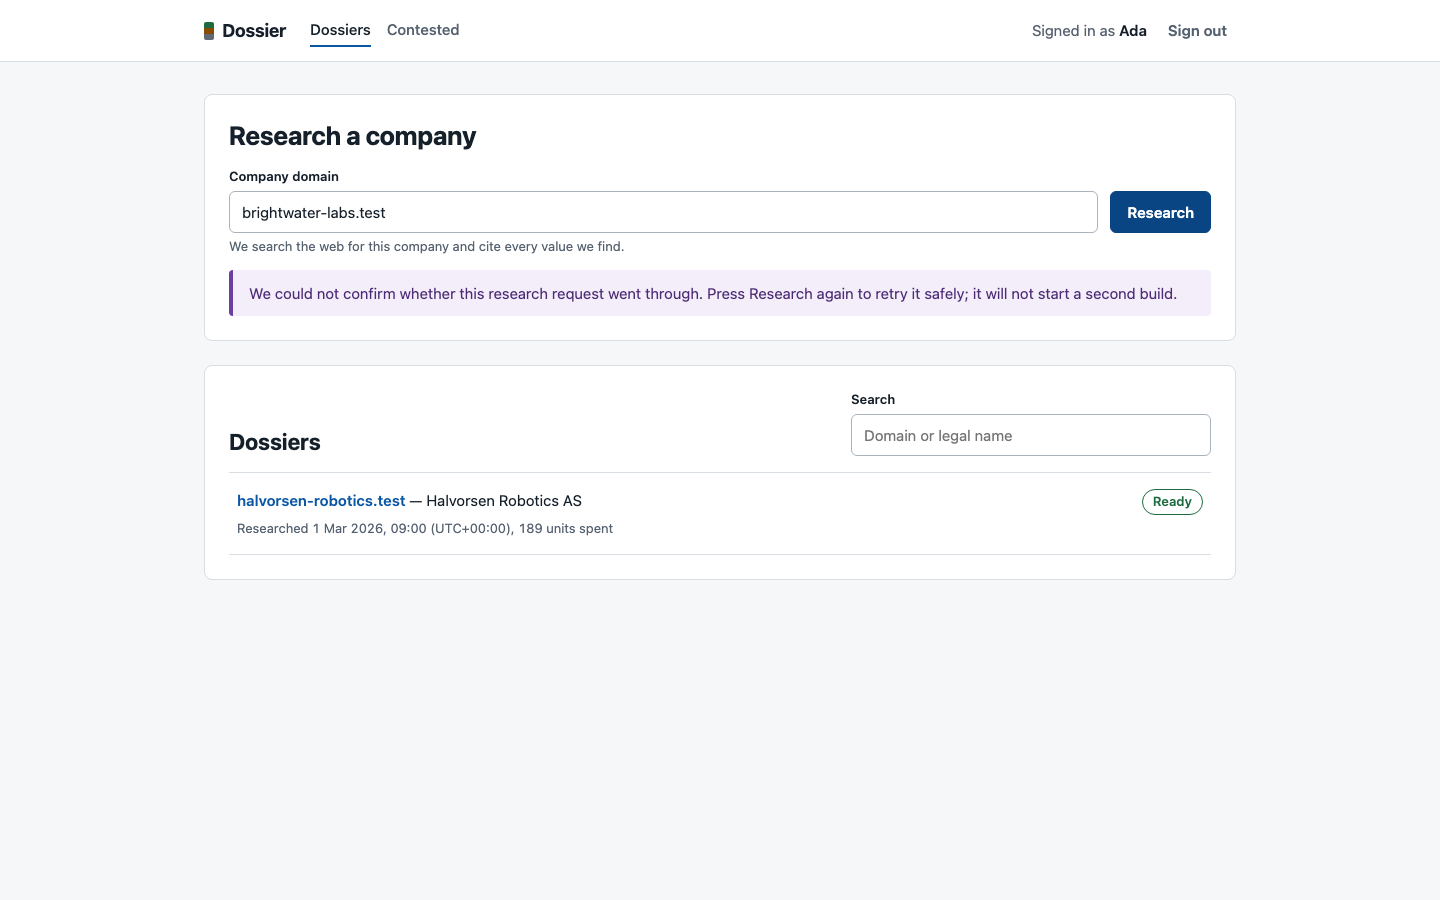 Dossier Dossiers Contested Signed in as Ada Sign out
Research a company
Company domain
brightwater-labs.test Research
We search the web for this company and cite every value we find.
We could not confirm whether this research request went through. Press Research again to retry it safely; it will not start a second build.
Search
Dossiers Domain or legal name
halvorsen-robotics.test — Halvorsen Robotics AS Ready
Researched 1 Mar 2026, 09:00 (UTC+00:00), 189 units spent